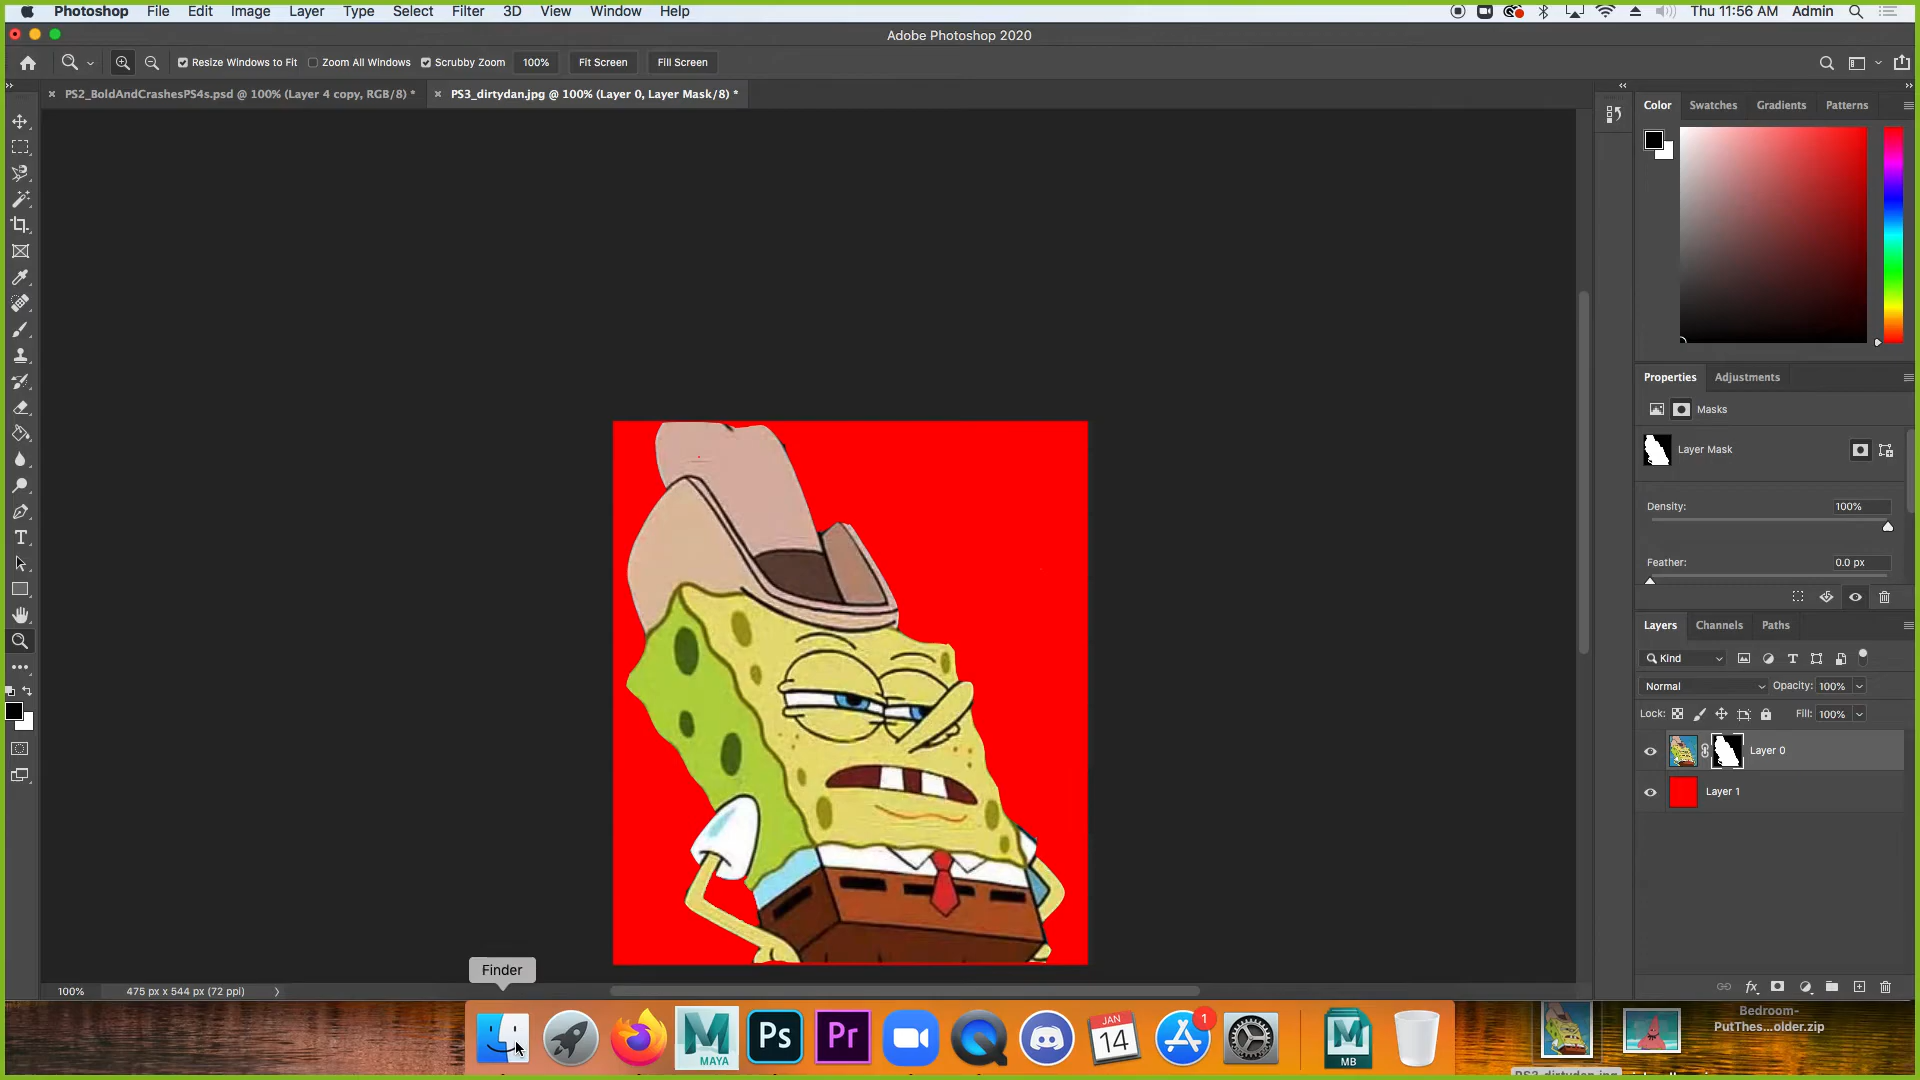 Photoshop File Edit Image Layer Type Select Filter 3D View Window Help Thu 11:56 AM Admin
Adobe Photoshop 2020
Resize Windows to Fit Zoom All Windows Scrubby Zoom 100% Fit Screen Fill Screen
PS2_BoldAndCrashesPS4s.psd @ 100% (Layer 4 copy, RGB/8) * PS3_dirtydan.jpg @ 100% (Layer 0, Layer Mask/8) *
Color Swatches Gradients Patterns
Properties Adjustments
Masks
Layer Mask
Density: 100%
Feather: 0.0 px
Layers Channels Paths
Kind
Normal Opacity: 100%
Lock: Fill: 100%
Layer 0
Layer 1
Finder
100% 475 px x 544 px (72 ppi)
Bedroom-
PutThes...older.zip
M MAYA Ps Pr JAN 14 1 MB
PS3_dirtydan.jpg